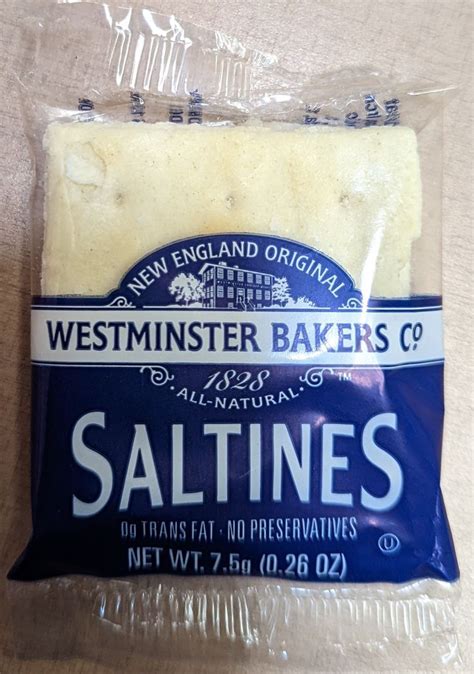 NEW ENGLAND ORIGINAL
WESTMINSTER BAKERS Cº
1828
TM
·ALL-NATURAL·
SALTINES
0g TRANS FAT · NO PRESERVATIVES
U
NET WT. 7.5g (0.26 OZ)